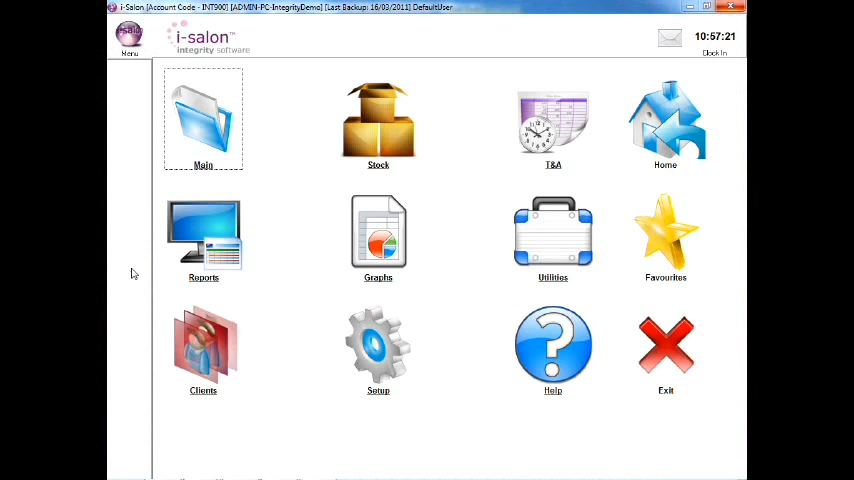 i-Salon [Account Code - INT900] [ADMIN-PC-IntegrityDemo] [Last Backup: 16/03/2011] DefaultUser
i-salon
Menu
i-salon™
integrity software
10:57:21
Clock In
Main
Stock
T&A
Home
Reports
Graphs
Utilities
Favourites
Clients
Setup
Help
Exit